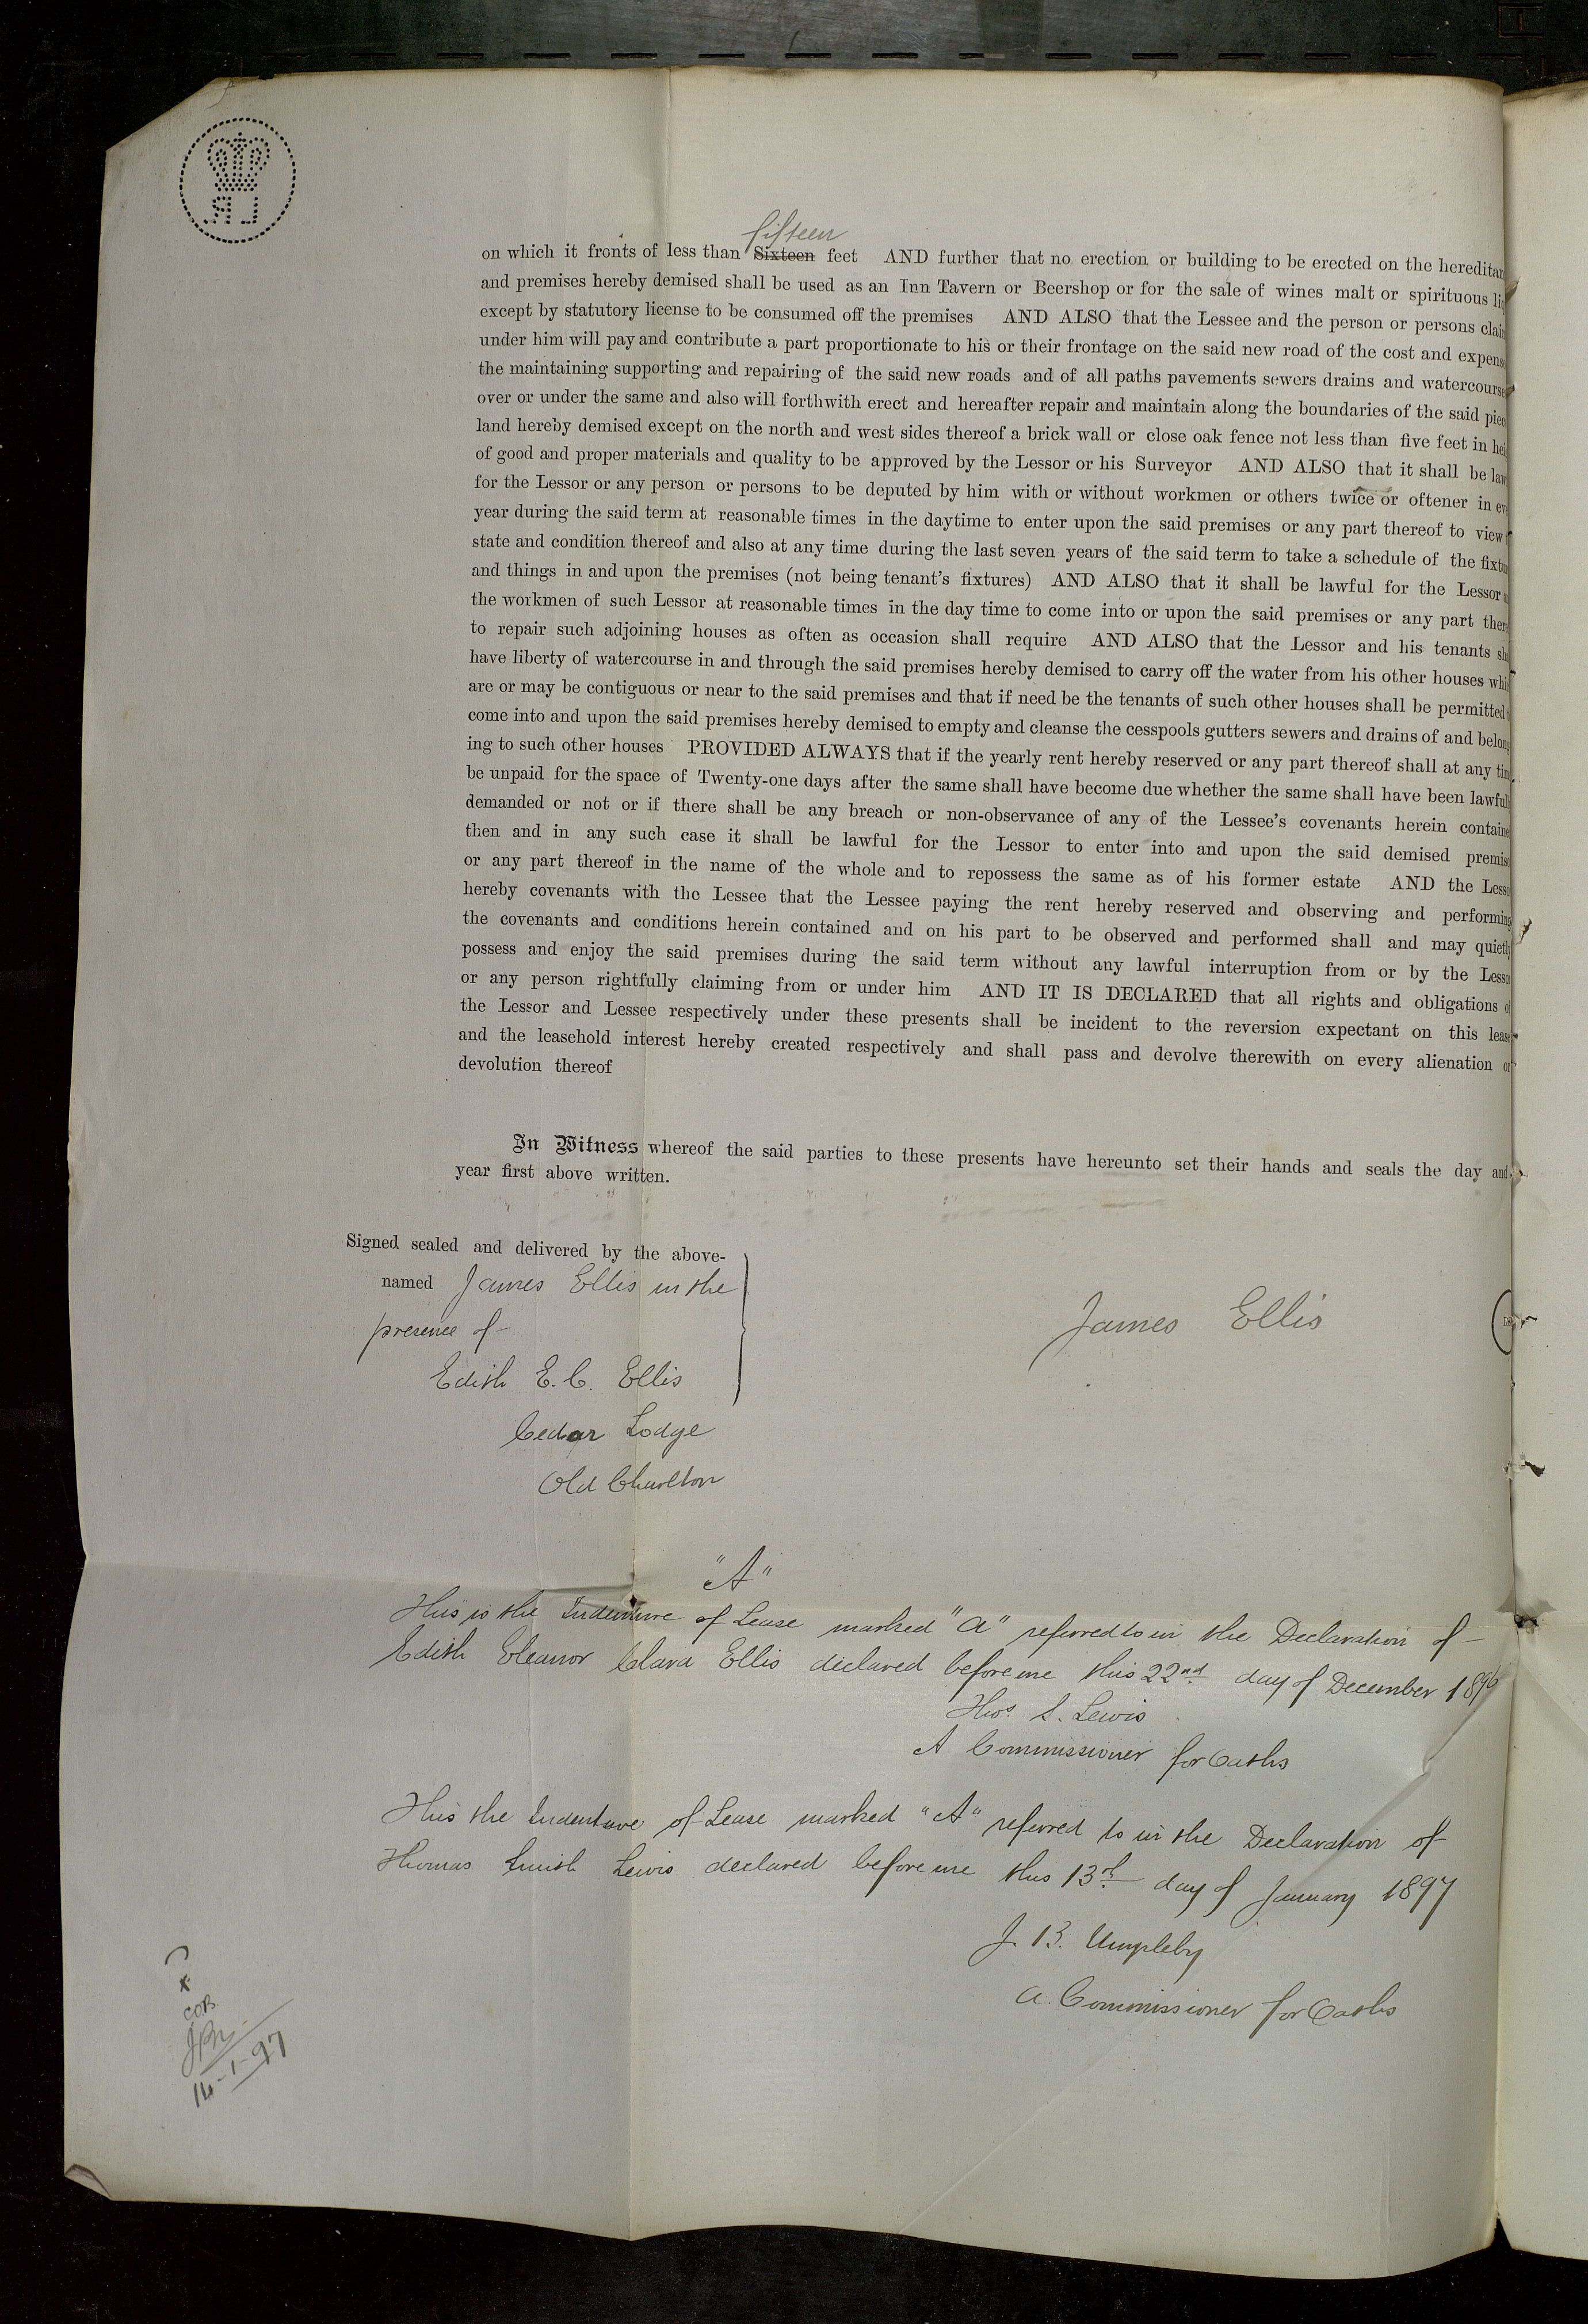 fifteen
on which it fronts of less than Sixteen feet AND further that no erection or building to be erected on the hereditam
and premises hereby demised shall be used as an Inn Tavern or Beershop or for the sale of wines malt or spirituous liq
except by statutory license to be consumed off the premises AND ALSO that the Lessee and the person or persons claim
under him will pay and contribute a part proportionate to his or their frontage on the said new road of the cost and expense
the maintaining supporting and repairing of the said new roads and of all paths pavements sewers drains and watercourse
over or under the same and also will forthwith erect and hereafter repair and maintain along the boundaries of the said piec
land hereby demised except on the north and west sides thereof a brick wall or close oak fence not less than five feet in hei
of good and proper materials and quality to be approved by the Lessor or his Surveyor AND ALSO that it shall be law
for the Lessor or any person or persons to be deputed by him with or without workmen or others twice or oftener in eve
year during the said term at reasonable times in the daytime to enter upon the said premises or any part thereof to view
state and condition thereof and also at any time during the last seven years of the said term to take a schedule of the fixtu
and things in and upon the premises (not being tenant's fixtures) AND ALSO that it shall be lawful for the Lessor
the workmen of such Lessor at reasonable times in the day time to come into or upon the said premises or any part there
to repair such adjoining houses as often as occasion shall require AND ALSO that the Lessor and his tenants sha
have liberty of watercourse in and through the said premises hereby demised to carry off the water from his other houses whi
are or may be contiguous or near to the said premises and that if need be the tenants of such other houses shall be permitted
come into and upon the said premises hereby demised to empty and cleanse the cesspools gutters sewers and drains of and belong
ing to such other houses PROVIDED ALWAYS that if the yearly rent hereby reserved or any part thereof shall at any tim
be unpaid for the space of Twenty-one days after the same shall have become due whether the same shall have been lawfull
demanded or not or if there shall be any breach or non-observance of any of the Lessee's covenants herein containe
then and in any such case it shall be lawful for the Lessor to enter into and upon the said demised premise
or any part thereof in the name of the whole and to repossess the same as of his former estate AND the Lesso
hereby covenants with the Lessee that the Lessee paying the rent hereby reserved and observing and performing
the covenants and conditions herein contained and on his part to be observed and performed shall and may quietly
possess and enjoy the said premises during the said term without any lawful interruption from or by the Lessor
or any person rightfully claiming from or under him AND IT IS DECLARED that all rights and obligations of
the Lessor and Lessee respectively under these presents shall be incident to the reversion expectant on this lease
and the leasehold interest hereby created respectively and shall pass and devolve therewith on every alienation or
devolution thereof
In Witness whereof the said parties to these presents have hereunto set their hands and seals the day and
year first above written.
Signed sealed and delivered by the above-
named James Ellis in the
presence of
James Ellis
Edith E. C. Ellis
Cedar Lodge
Old Charlton
"A"
This is the Indenture of Lease marked "A" referred to in the Declaration of
Edith Eleanor Clara Ellis declared before me this 22nd day of December 1896
Thos. S. Lewis
A Commissioner for Oaths
This the Indenture of Lease marked "A" referred to in the Declaration of
Thomas Smith Lewis declared before me this 13th day of January 1897
J. B. Umpleby
A Commissioner for Oaths
COB
14-1-97